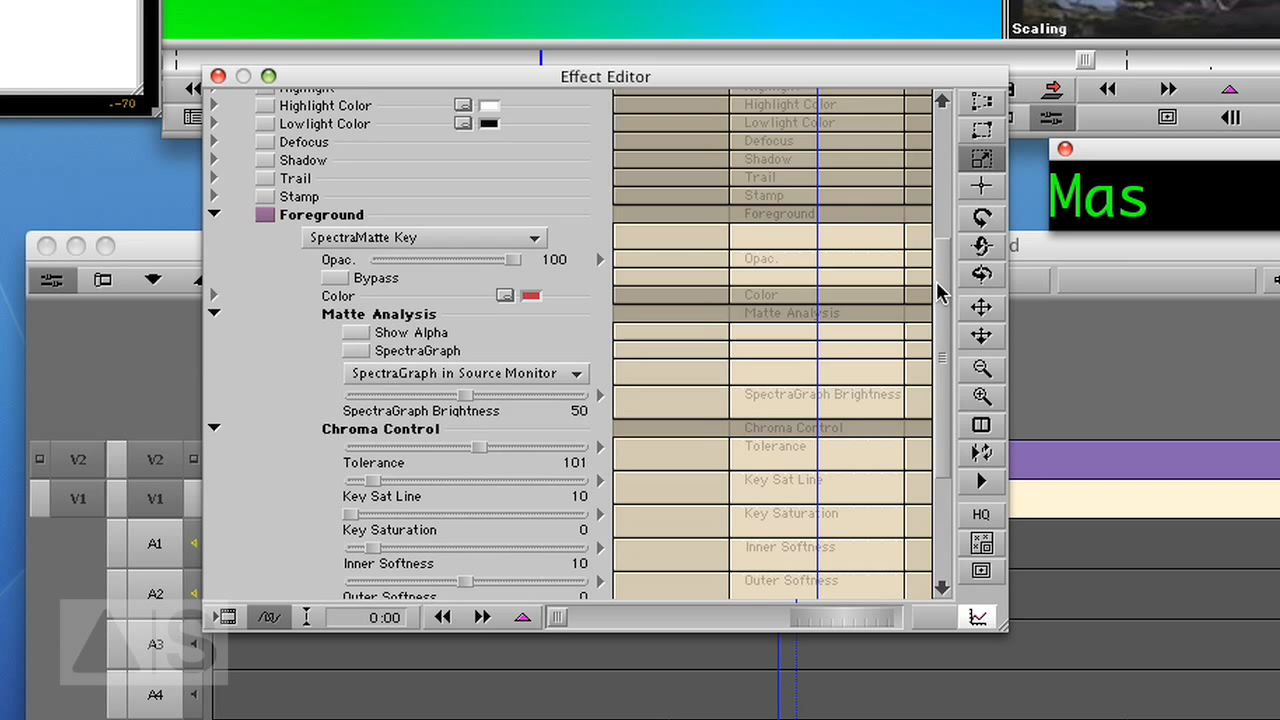 Scaling
-70
Effect Editor
Highlight Color
Highlight Color
Lowlight Color
Lowlight Color
Defocus
Defocus
Shadow
Shadow
Trail
Trail
Stamp
Stamp
Foreground
Foreground
SpectraMatte Key
Opac. 100
Opac.
Bypass
Color
Color
Matte Analysis
Matte Analysis
Show Alpha
SpectraGraph
SpectraGraph in Source Monitor
SpectraGraph Brightness 50
SpectraGraph Brightness
Chroma Control
Chroma Control
Tolerance 101
Tolerance
Key Sat Line 10
Key Sat Line
Key Saturation 0
Key Saturation
Inner Softness 10
Inner Softness
Outer Softness 0
Outer Softness
0:00
HQ
Mas
d
V2 V2
V1 V1
A1
A2
A3
A4
AIS